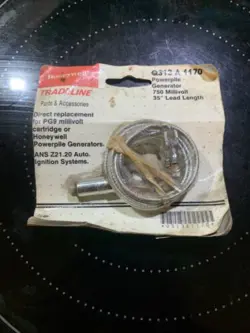 Honeywell
TRADELINE
Parts & Accessories
Direct replacement
for PG9 millivolt
cartridge or
Honeywell
Powerpile Generators.
ANS Z21.20 Auto.
Ignition Systems.
Q313 A 1170
Powerpile
Generator
750 Millivolt
35" Lead Length